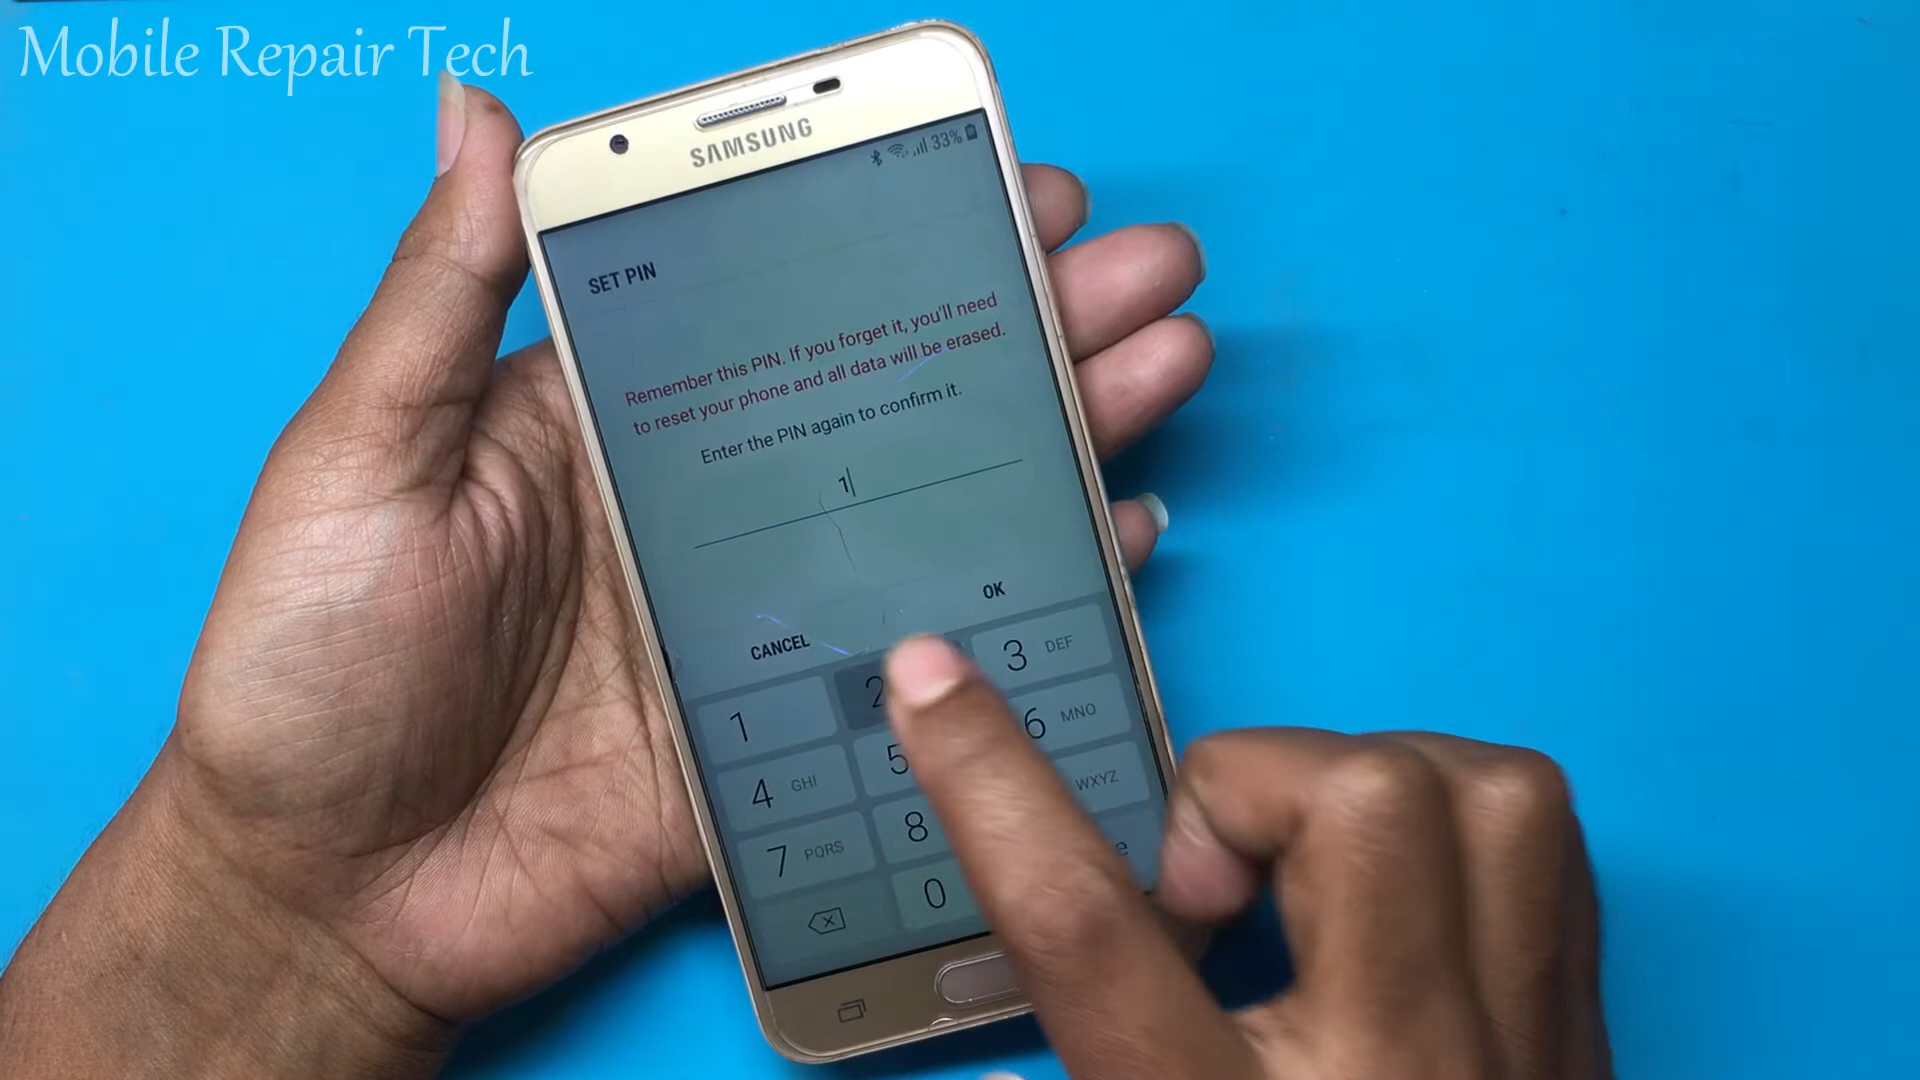 Mobile Repair Tech
SAMSUNG
33%
SET PIN
Remember this PIN. If you forget it, you'll need
to reset your phone and all data will be erased.
Enter the PIN again to confirm it.
1
CANCEL OK
1 2 3 DEF
4 GHI 5 6 MNO
7 PQRS 8 WXYZ
0